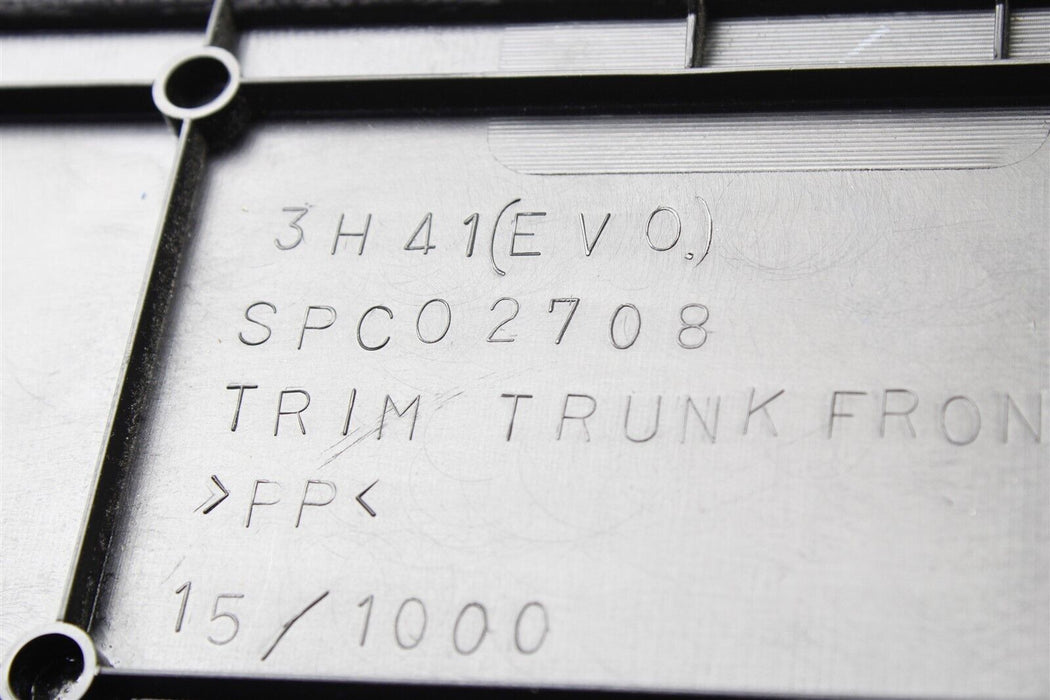 3H41(EVO.)
SPC02708
TRIM TRUNK FRON
>PP<
15/1000